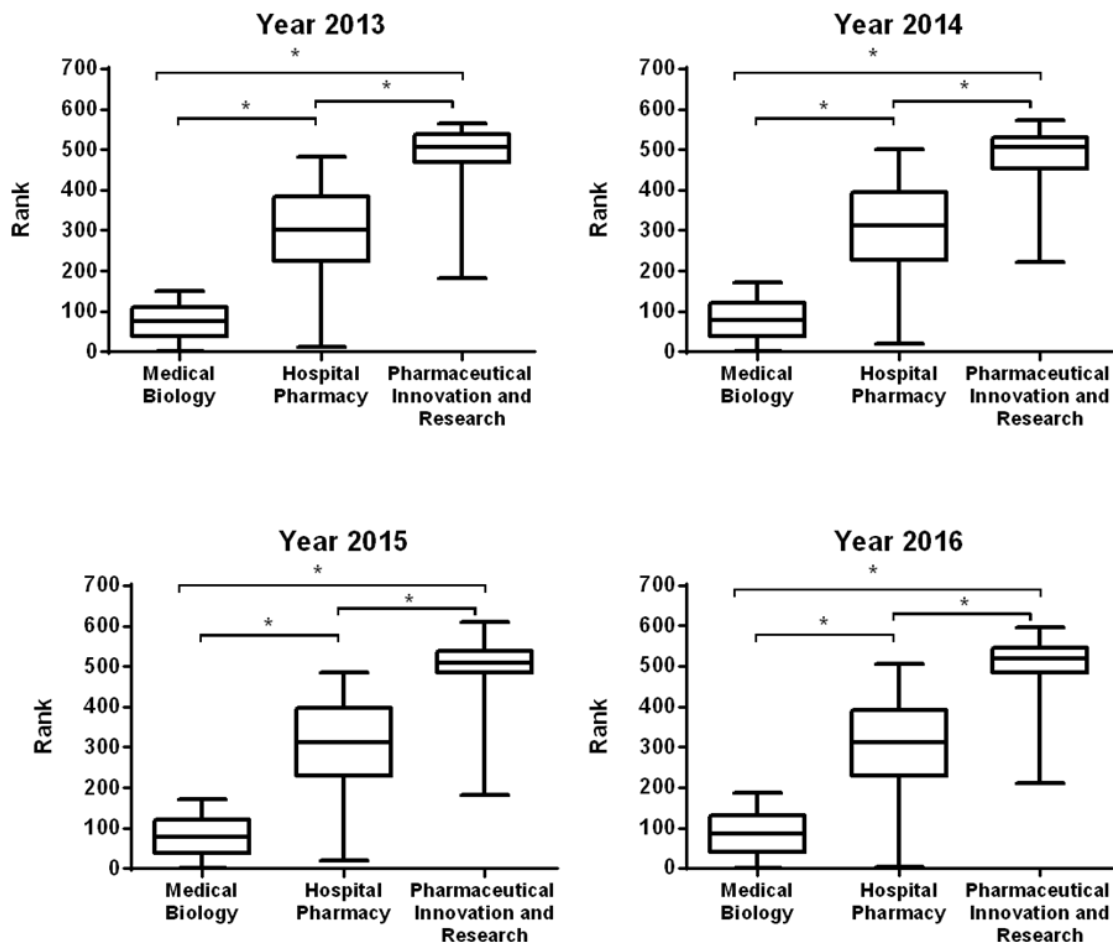 Year 2013
*
*
*
Rank
700
600
500
400
300
200
100
0
Medical
Biology
Hospital
Pharmacy
Pharmaceutical
Innovation and
Research
Year 2014
*
*
*
Rank
700
600
500
400
300
200
100
0
Medical
Biology
Hospital
Pharmacy
Pharmaceutical
Innovation and
Research
Year 2015
*
*
*
Rank
700
600
500
400
300
200
100
0
Medical
Biology
Hospital
Pharmacy
Pharmaceutical
Innovation and
Research
Year 2016
*
*
*
Rank
700
600
500
400
300
200
100
0
Medical
Biology
Hospital
Pharmacy
Pharmaceutical
Innovation and
Research